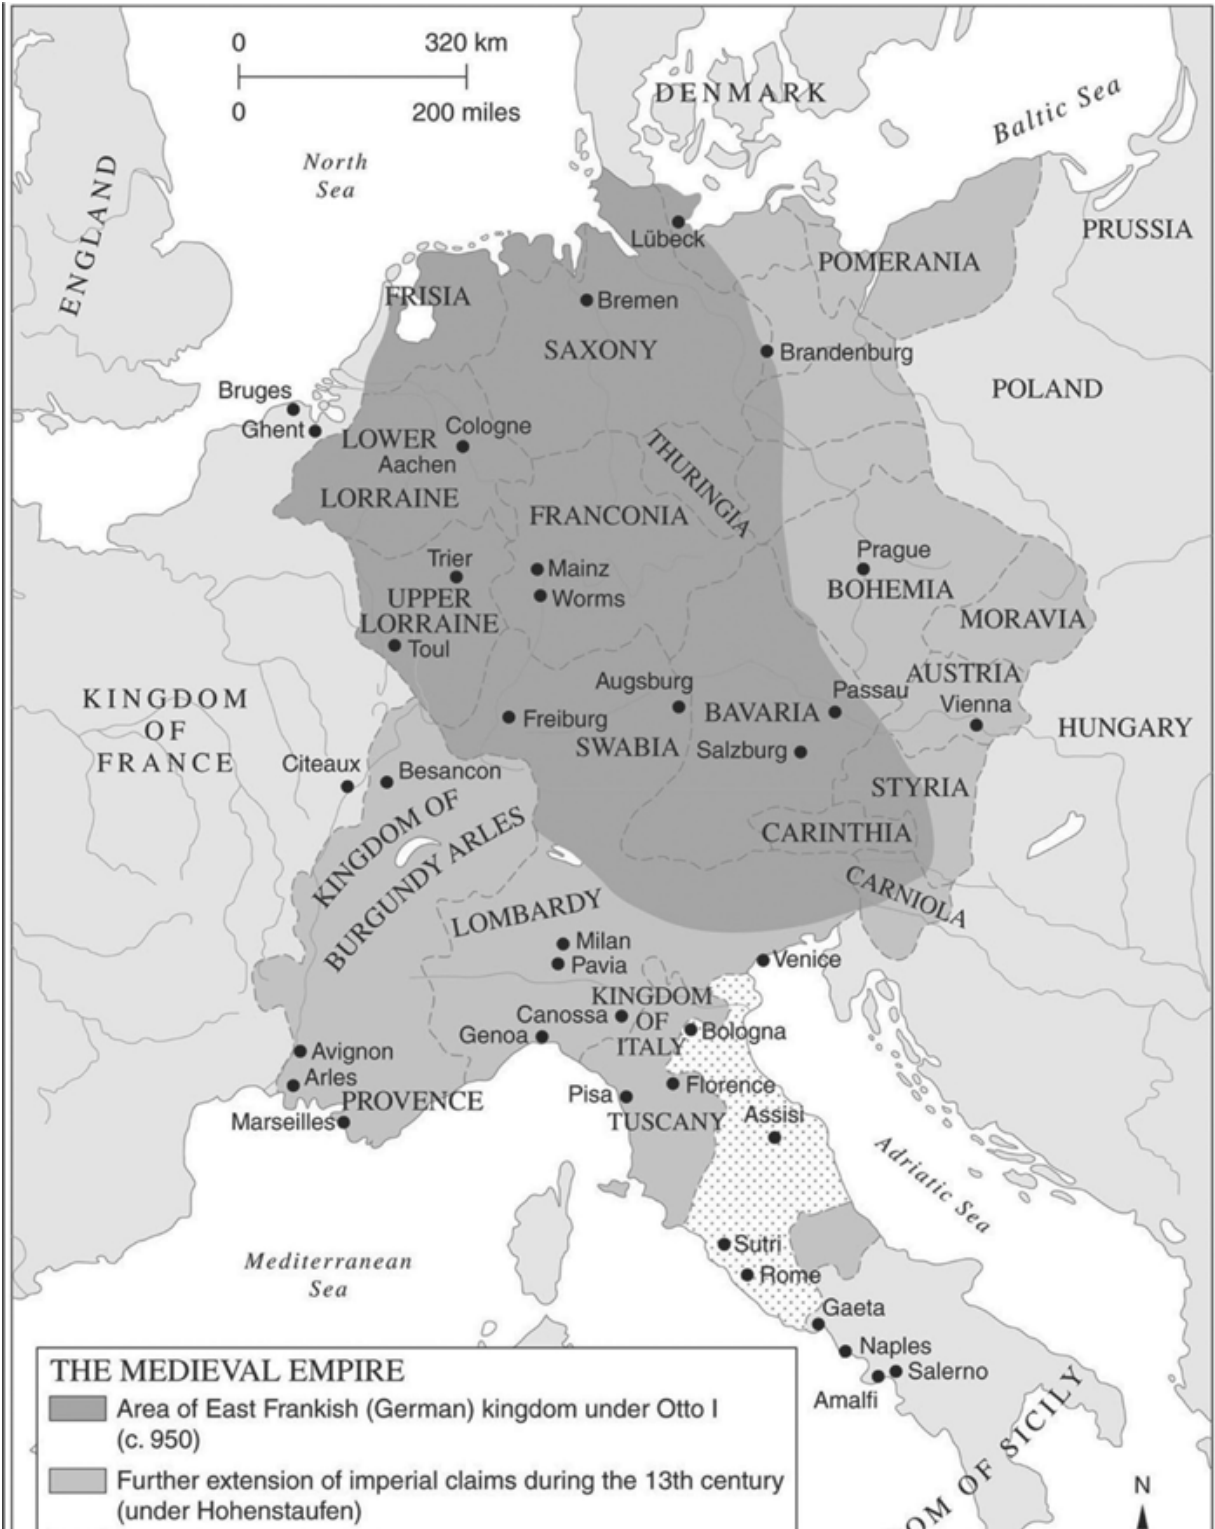 0 320 km
0 200 miles
DENMARK
Baltic Sea
North
Sea
ENGLAND
PRUSSIA
Lübeck
POMERANIA
FRISIA
Bremen
SAXONY
Brandenburg
POLAND
Bruges
Ghent
LOWER
Cologne
Aachen
LORRAINE
THURINGIA
FRANCONIA
Trier
Mainz
Prague
UPPER
Worms
BOHEMIA
LORRAINE
MORAVIA
Toul
AUSTRIA
Augsburg
Passau
Vienna
KINGDOM
OF
FRANCE
Freiburg
BAVARIA
HUNGARY
SWABIA
Salzburg
Citeaux
Besancon
STYRIA
KINGDOM OF
BURGUNDY ARLES
CARINTHIA
CARNIOLA
LOMBARDY
Milan
Pavia
Venice
KINGDOM
OF
ITALY
Canossa
Genoa
Bologna
Avignon
Arles
PROVENCE
Marseilles
Pisa
Florence
TUSCANY
Assisi
Adriatic Sea
Sutri
Rome
Mediterranean
Sea
Gaeta
Naples
Salerno
Amalfi
OM OF SICILY
THE MEDIEVAL EMPIRE
Area of East Frankish (German) kingdom under Otto I
(c. 950)
Further extension of imperial claims during the 13th century
(under Hohenstaufen)
N